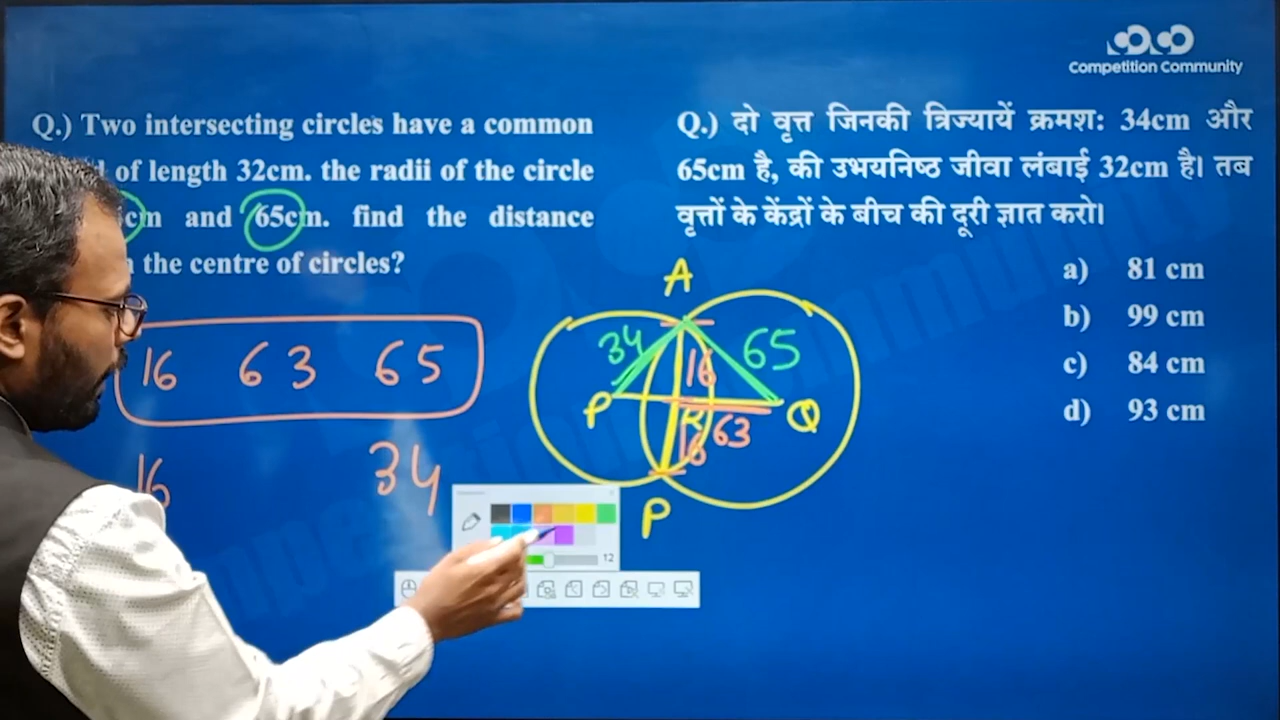 Competition Community
Q.) Two intersecting circles have a common
of length 32cm. the radii of the circle
cm and 65cm. find the distance
the centre of circles?
Q.) दो वृत्त जिनकी त्रिज्यायें क्रमश: 34cm और
65cm है, की उभयनिष्ठ जीवा लंबाई 32cm है। तब
वृत्तों के केंद्रों के बीच की दूरी ज्ञात करो।
a) 81 cm
b) 99 cm
c) 84 cm
d) 93 cm
16 63 65
16 34
A
34 16 65
P Q
16 63
P
12